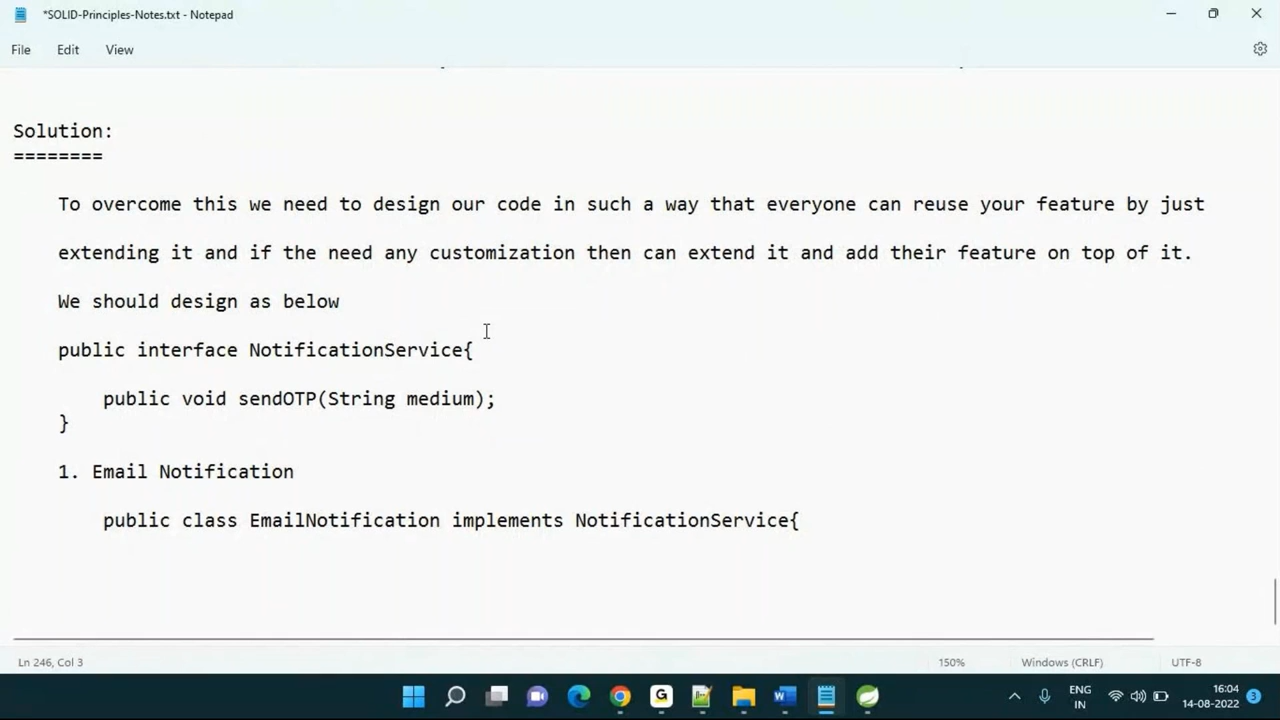 *SOLID-Principles-Notes.txt - Notepad
File Edit View
Solution:
========
To overcome this we need to design our code in such a way that everyone can reuse your feature by just
extending it and if the need any customization then can extend it and add their feature on top of it.
We should design as below
public interface NotificationService{
public void sendOTP(String medium);
}
1. Email Notification
public class EmailNotification implements NotificationService{
Ln 246, Col 3 150% Windows (CRLF) UTF-8
ENG 16:04
IN 14-08-2022 3